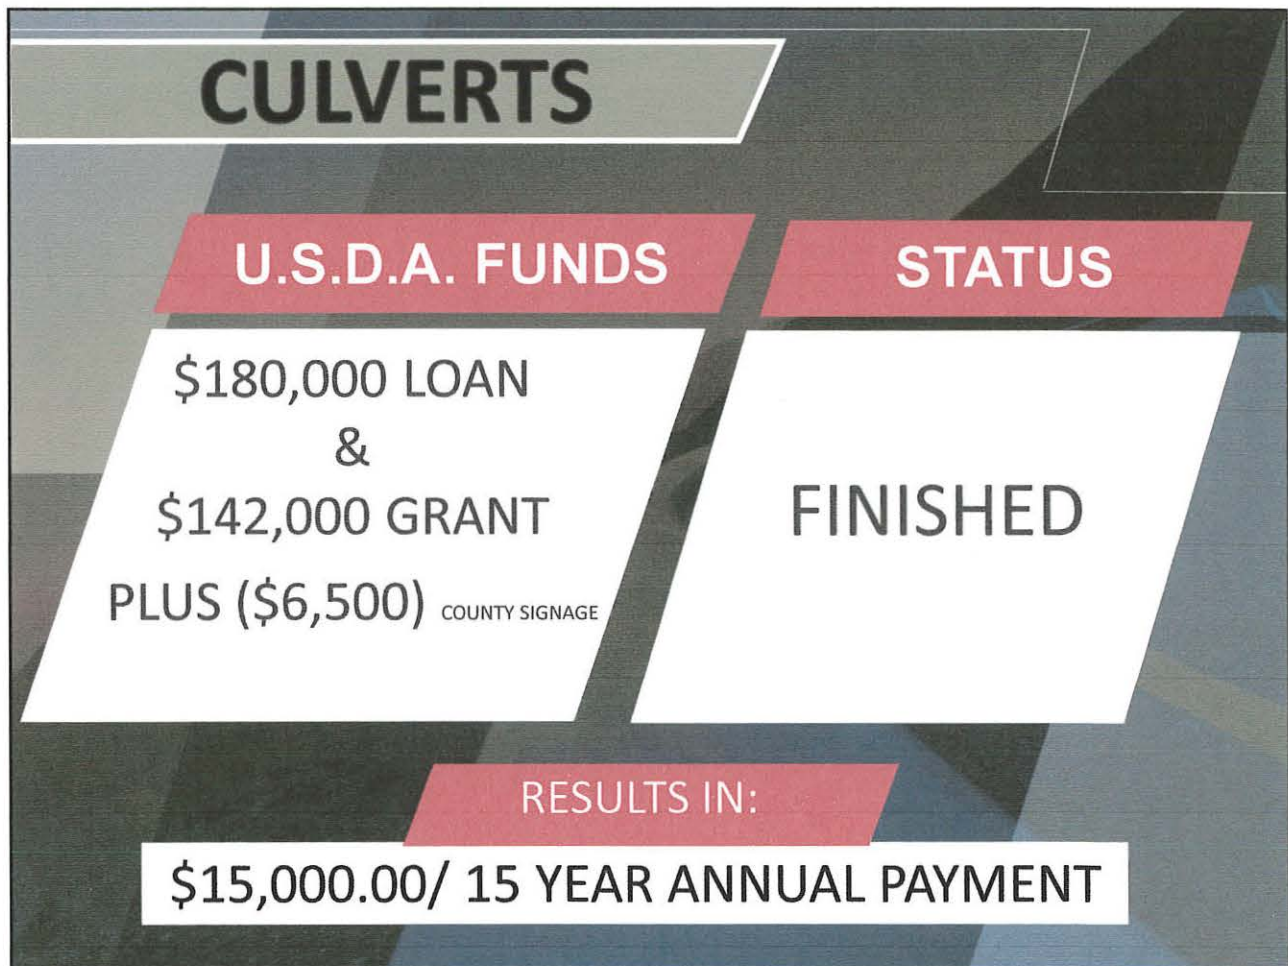 CULVERTS
U.S.D.A. FUNDS
$180,000 LOAN
&
$142,000 GRANT
PLUS ($6,500) COUNTY SIGNAGE
STATUS
FINISHED
RESULTS IN:
$15,000.00/ 15 YEAR ANNUAL PAYMENT